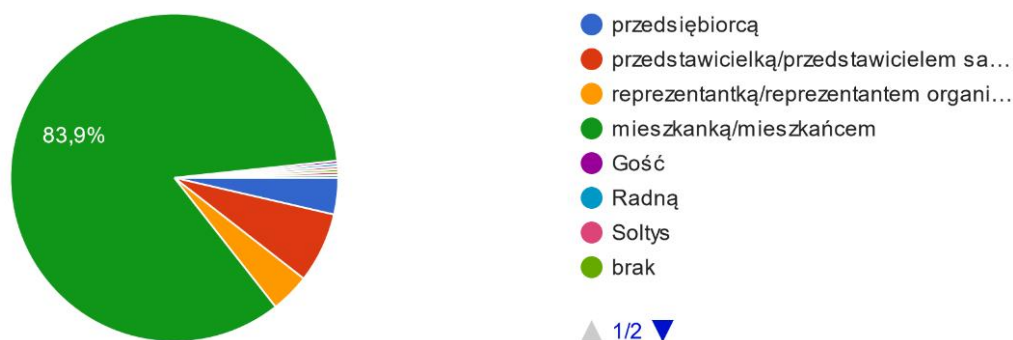 83,9%
przedsiębiorcą
przedstawicielką/przedstawicielem sa…
reprezentantką/reprezentantem organi…
mieszkanką/mieszkańcem
Gość
Radną
Soltys
brak
1/2